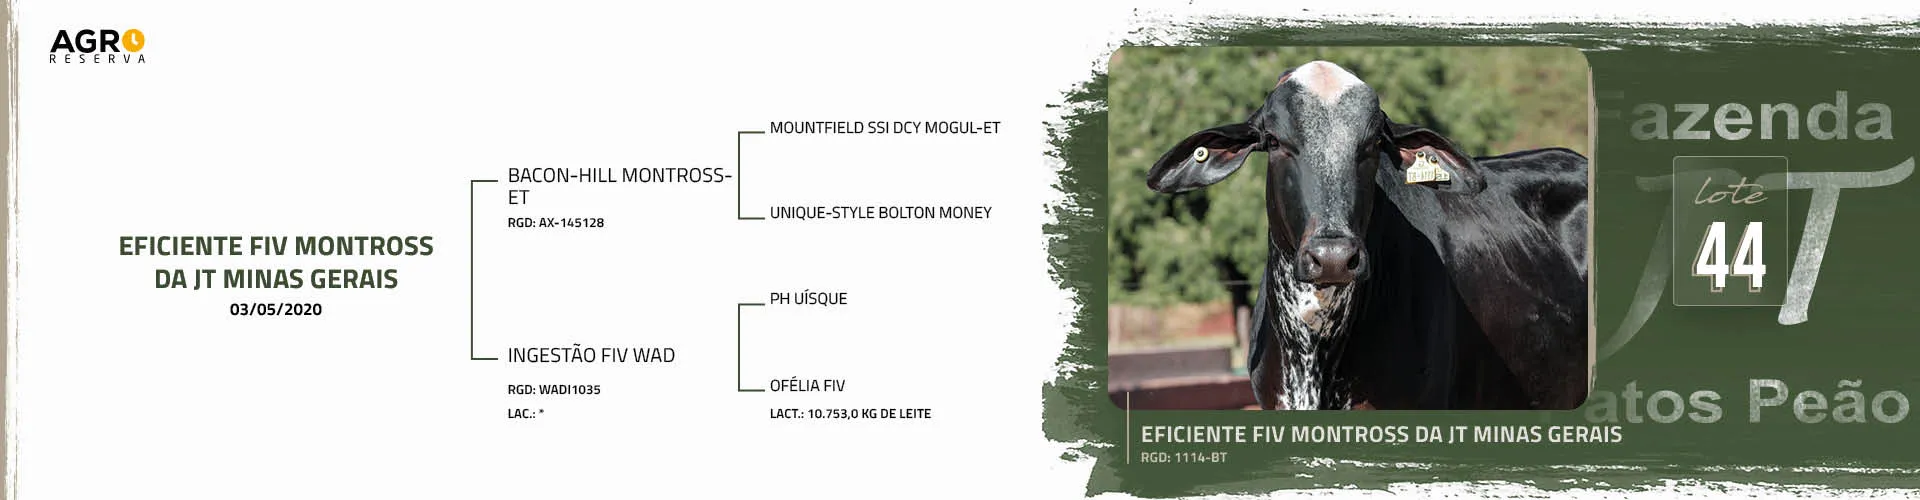 AGRO
RESERVA
EFICIENTE FIV MONTROSS
DA JT MINAS GERAIS
03/05/2020
BACON-HILL MONTROSS-
ET
RGD: AX-145128
INGESTÃO FIV WAD
RGD: WADI1035
LAC.: *
MOUNTFIELD SSI DCY MOGUL-ET
UNIQUE-STYLE BOLTON MONEY
PH UÍSQUE
OFÉLIA FIV
LACT.: 10.753,0 KG DE LEITE
Fazenda
JT
lote
44
Patos Peão
EFICIENTE FIV MONTROSS DA JT MINAS GERAIS
RGD: 1114-BT